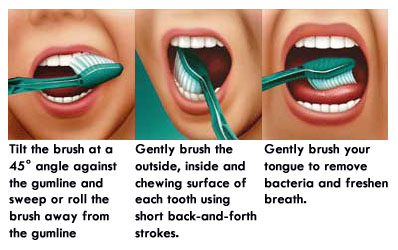 Tilt the brush at a
45° angle against
the gumline and
sweep or roll the
brush away from
the gumline
Gently brush the
outside, inside and
chewing surface of
each tooth using
short back-and-forth
strokes.
Gently brush your
tongue to remove
bacteria and freshen
breath.